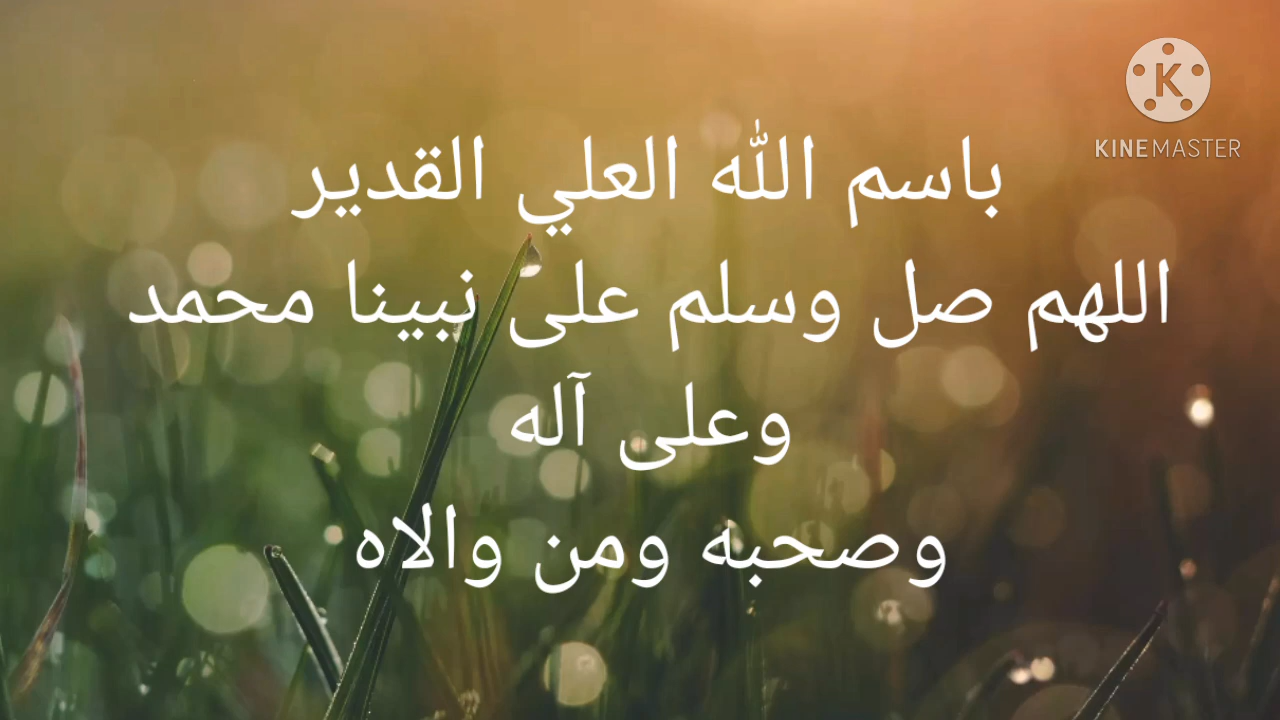 K
KINEMASTER
باسم الله العلي القدير
اللهم صل وسلم على نبينا محمد
وعلى آله
وصحبه ومن والاه